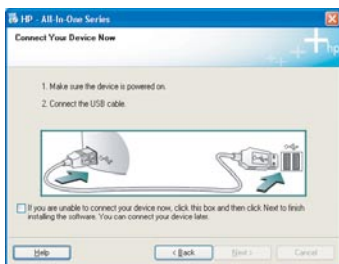 HP - All-In-One Series
Connect Your Device Now
hp
1. Make sure the device is powered on.
2. Connect the USB cable.
If you are unable to connect your device now, click this box and then click Next to finish
installing the software. You can connect your device later.
Help
< Back
Next >
Cancel